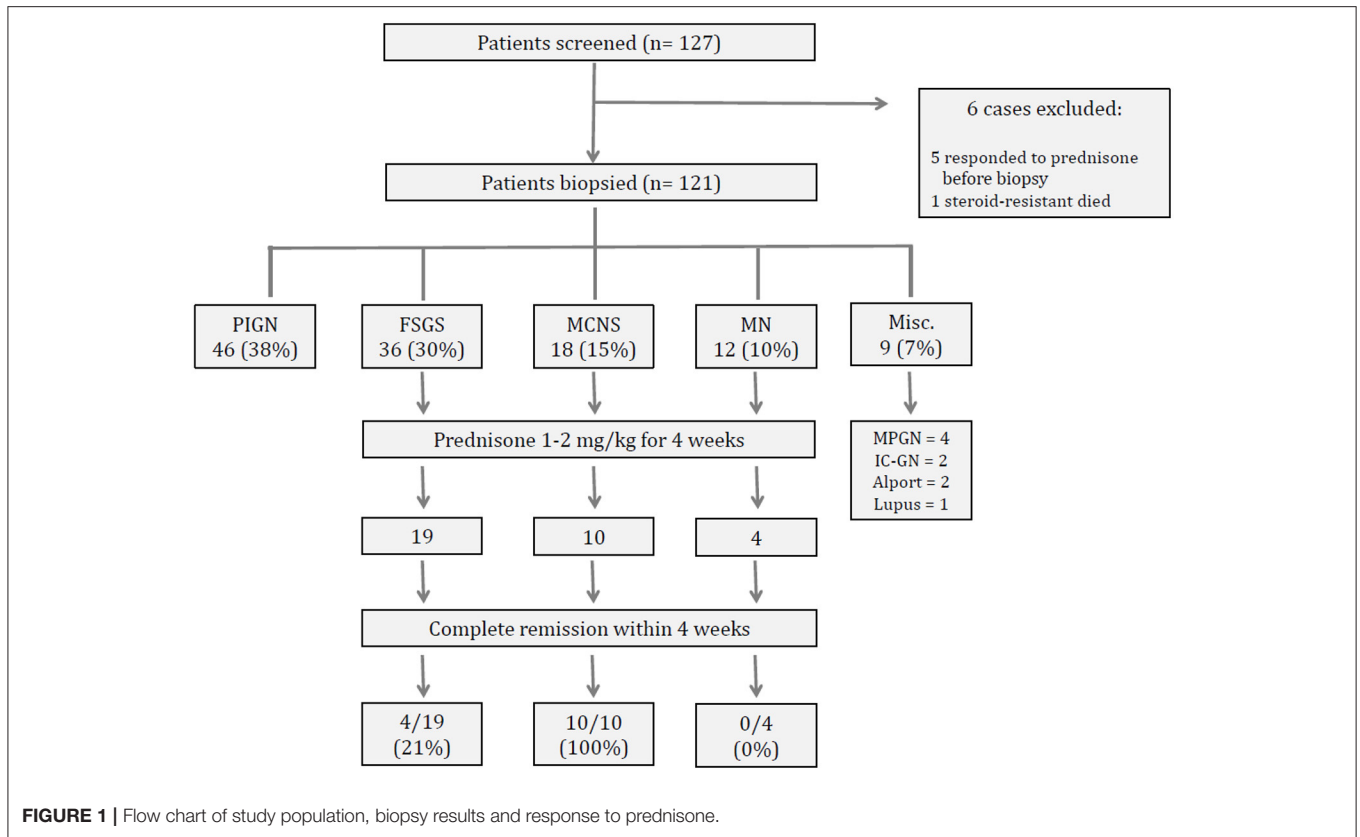 Patients screened (n= 127)
6 cases excluded:
5 responded to prednisone
before biopsy
1 steroid-resistant died
Patients biopsied (n= 121)
PIGN
46 (38%)
FSGS
36 (30%)
MCNS
18 (15%)
MN
12 (10%)
Misc.
9 (7%)
Prednisone 1-2 mg/kg for 4 weeks
MPGN = 4
IC-GN = 2
Alport = 2
Lupus = 1
19
10
4
Complete remission within 4 weeks
4/19
(21%)
10/10
(100%)
0/4
(0%)
FIGURE 1 | Flow chart of study population, biopsy results and response to prednisone.